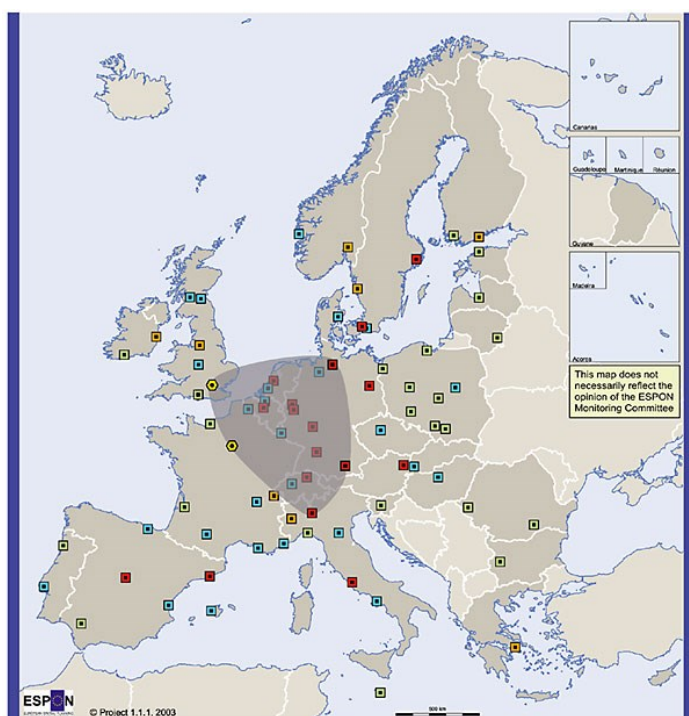 Canarias
Guadeloupe
Martinique
Réunion
Guyane
Madeira
Açores
This map does not
necessarily reflect the
opinion of the ESPON
Monitoring Committee
ESPON
© Project 1.1.1, 2003
500 km